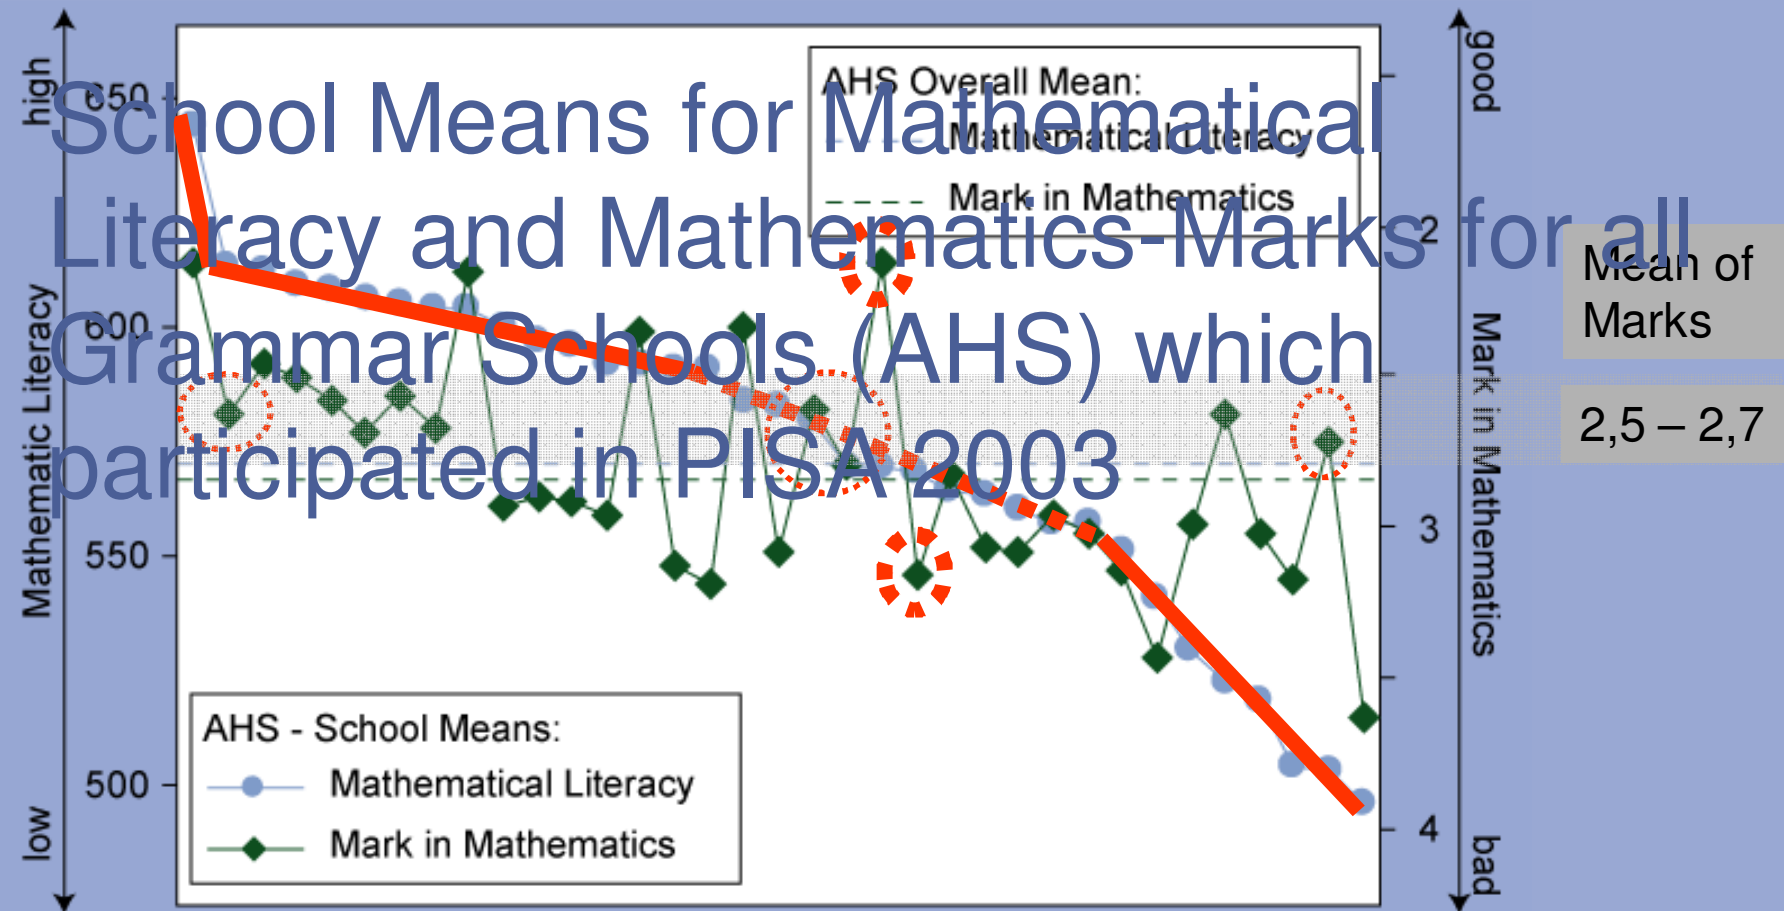 School Means for Mathematical
Literacy and Mathematics-Marks for all
Grammar Schools (AHS) which
participated in PISA 2003
high
Mathematic Literacy
low
650
600
550
500
AHS Overall Mean:
Mathematical Literacy
Mark in Mathematics
AHS - School Means:
Mathematical Literacy
Mark in Mathematics
2
3
4
good
Mark in Mathematics
bad
Mean of
Marks
2,5 – 2,7